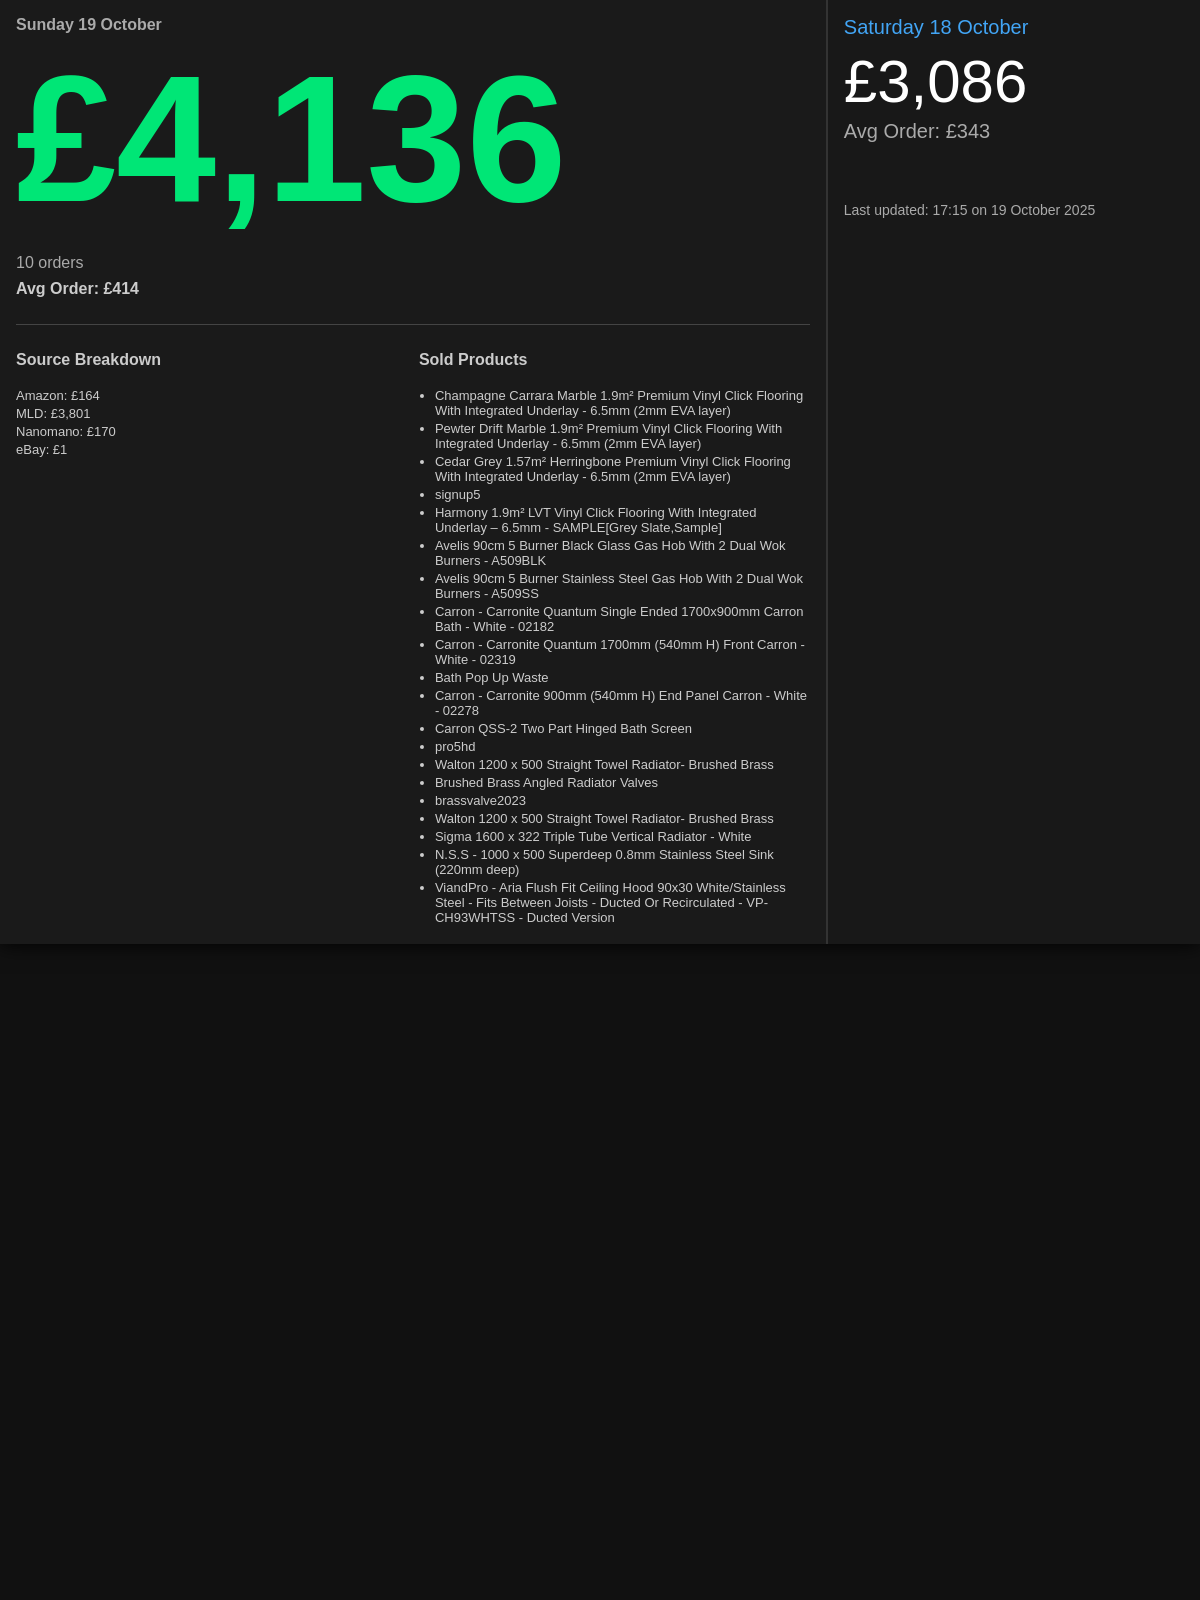 Sunday 19 October
£4,136
10 orders
Avg Order: £414
Source Breakdown
Amazon: £164
MLD: £3,801
Nanomano: £170
eBay: £1
Sold Products
• Champagne Carrara Marble 1.9m² Premium Vinyl Click Flooring
With Integrated Underlay - 6.5mm (2mm EVA layer)
• Pewter Drift Marble 1.9m² Premium Vinyl Click Flooring With
Integrated Underlay - 6.5mm (2mm EVA layer)
• Cedar Grey 1.57m² Herringbone Premium Vinyl Click Flooring
With Integrated Underlay - 6.5mm (2mm EVA layer)
• signup5
• Harmony 1.9m² LVT Vinyl Click Flooring With Integrated
Underlay – 6.5mm - SAMPLE[Grey Slate,Sample]
• Avelis 90cm 5 Burner Black Glass Gas Hob With 2 Dual Wok
Burners - A509BLK
• Avelis 90cm 5 Burner Stainless Steel Gas Hob With 2 Dual Wok
Burners - A509SS
• Carron - Carronite Quantum Single Ended 1700x900mm Carron
Bath - White - 02182
• Carron - Carronite Quantum 1700mm (540mm H) Front Carron -
White - 02319
• Bath Pop Up Waste
• Carron - Carronite 900mm (540mm H) End Panel Carron - White
- 02278
• Carron QSS-2 Two Part Hinged Bath Screen
• pro5hd
• Walton 1200 x 500 Straight Towel Radiator- Brushed Brass
• Brushed Brass Angled Radiator Valves
• brassvalve2023
• Walton 1200 x 500 Straight Towel Radiator- Brushed Brass
• Sigma 1600 x 322 Triple Tube Vertical Radiator - White
• N.S.S - 1000 x 500 Superdeep 0.8mm Stainless Steel Sink
(220mm deep)
• ViandPro - Aria Flush Fit Ceiling Hood 90x30 White/Stainless
Steel - Fits Between Joists - Ducted Or Recirculated - VP-
CH93WHTSS - Ducted Version
Saturday 18 October
£3,086
Avg Order: £343
Last updated: 17:15 on 19 October 2025